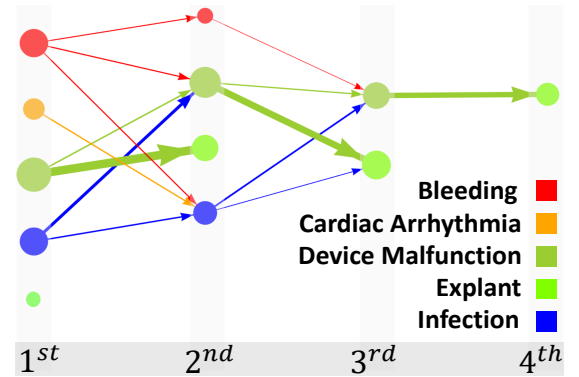 Bleeding
Cardiac Arrhythmia
Device Malfunction
Explant
Infection
1st 2nd 3rd 4th